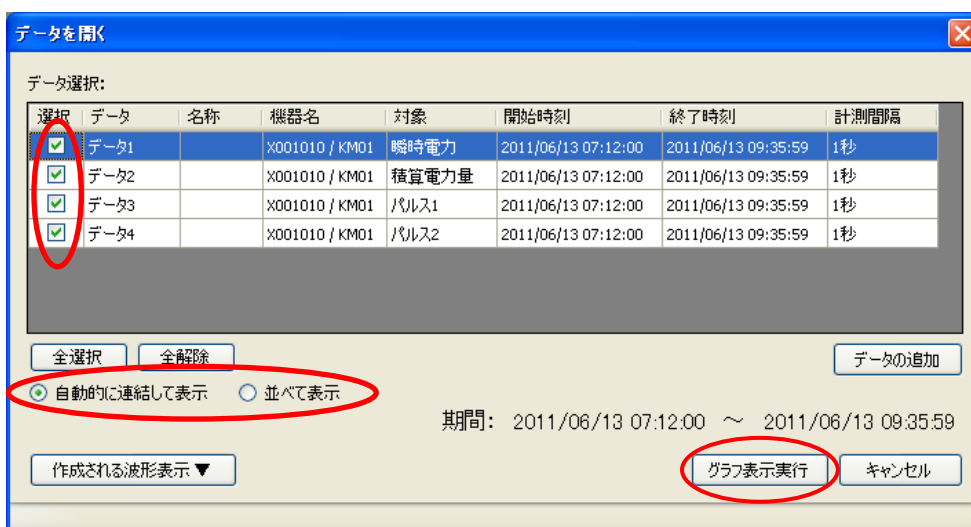 データを開く
データ選択:
選択 データ 名称 機器名 対象 開始時刻 終了時刻 計測間隔
データ1 X001010 / KM01 瞬時電力 2011/06/13 07:12:00 2011/06/13 09:35:59 1秒
データ2 X001010 / KM01 積算電力量 2011/06/13 07:12:00 2011/06/13 09:35:59 1秒
データ3 X001010 / KM01 パルス1 2011/06/13 07:12:00 2011/06/13 09:35:59 1秒
データ4 X001010 / KM01 パルス2 2011/06/13 07:12:00 2011/06/13 09:35:59 1秒
全選択 全解除 データの追加
自動的に連結して表示 並べて表示
期間: 2011/06/13 07:12:00 ～ 2011/06/13 09:35:59
作成される波形表示▼ グラフ表示実行 キャンセル